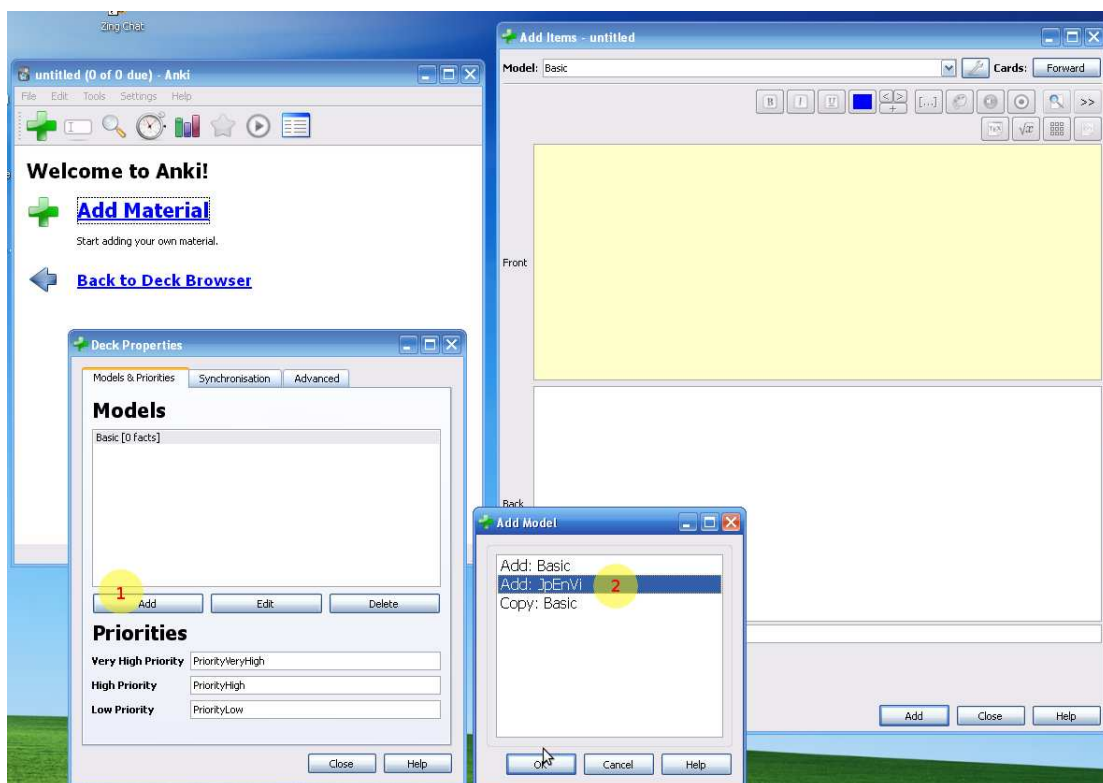 Zing Chat
untitled (0 of 0 due) - Anki
File Edit Tools Settings Help
Welcome to Anki!
Add Material
Start adding your own material.
Back to Deck Browser
Deck Properties
Models & Priorities Synchronisation Advanced
Models
Basic [0 facts]
1
Add Edit Delete
Priorities
Very High Priority PriorityVeryHigh
High Priority PriorityHigh
Low Priority PriorityLow
Close Help
Add Items - untitled
Model: Basic Cards: Forward
B I U <> + [...] >>
√x
Front
Back
Add Close Help
Add Model
Add: Basic
Add: JpEnVi 2
Copy: Basic
OK Cancel Help